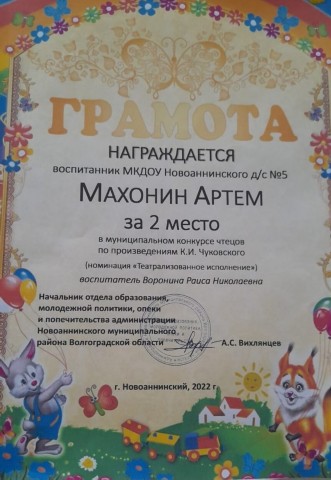 ГРАМОТА
НАГРАЖДАЕТСЯ
воспитанник МКДОУ Новоаннинского д/с №5
МАХОНИН АРТЕМ
за 2 место
в муниципальном конкурсе чтецов
по произведениям К.И. Чуковского
(номинация «Театрализованное исполнение»)
воспитатель Воронина Раиса Николаевна
Начальник отдела образования,
молодежной политики, опеки
и попечительства администрации
Новоаннинского муниципального
района Волгоградской области
А.С. Вихлянцев
г. Новоаннинский, 2022 г